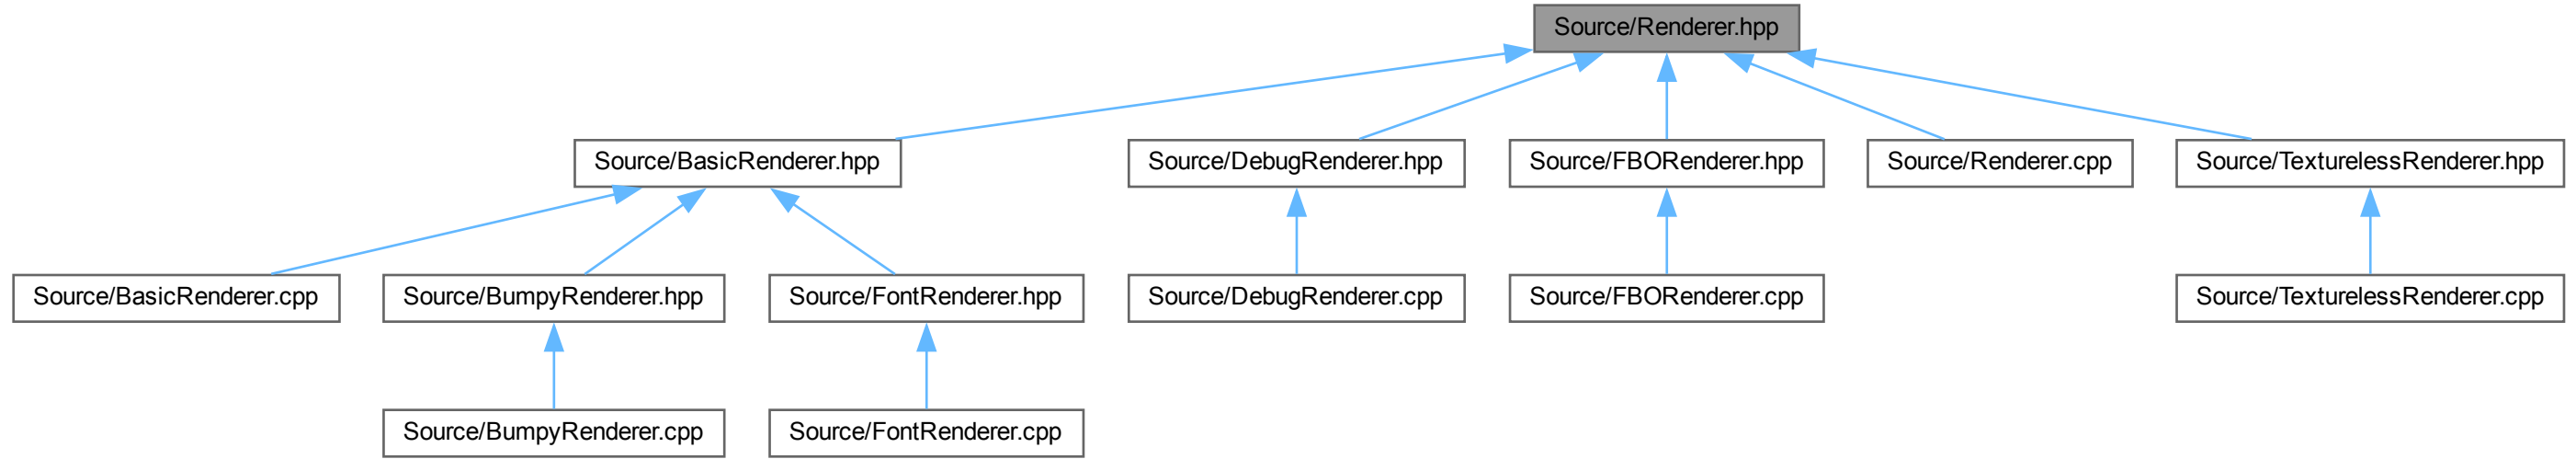 Source/Renderer.hpp
Source/BasicRenderer.hpp
Source/DebugRenderer.hpp
Source/FBORenderer.hpp
Source/Renderer.cpp
Source/TexturelessRenderer.hpp
Source/BasicRenderer.cpp
Source/BumpyRenderer.hpp
Source/FontRenderer.hpp
Source/DebugRenderer.cpp
Source/FBORenderer.cpp
Source/TexturelessRenderer.cpp
Source/BumpyRenderer.cpp
Source/FontRenderer.cpp